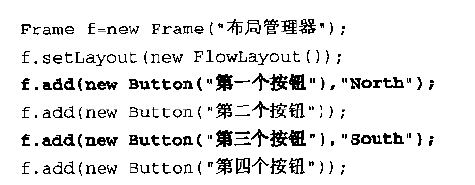 Frame f=new Frame("布局管理器");
f.setLayout(new FlowLayout());
f.add(new Button("第一个按钮"),"North");
f.add(new Button("第二个按钮"));
f.add(new Button("第三个按钮"),"South");
f.add(new Button("第四个按钮"));